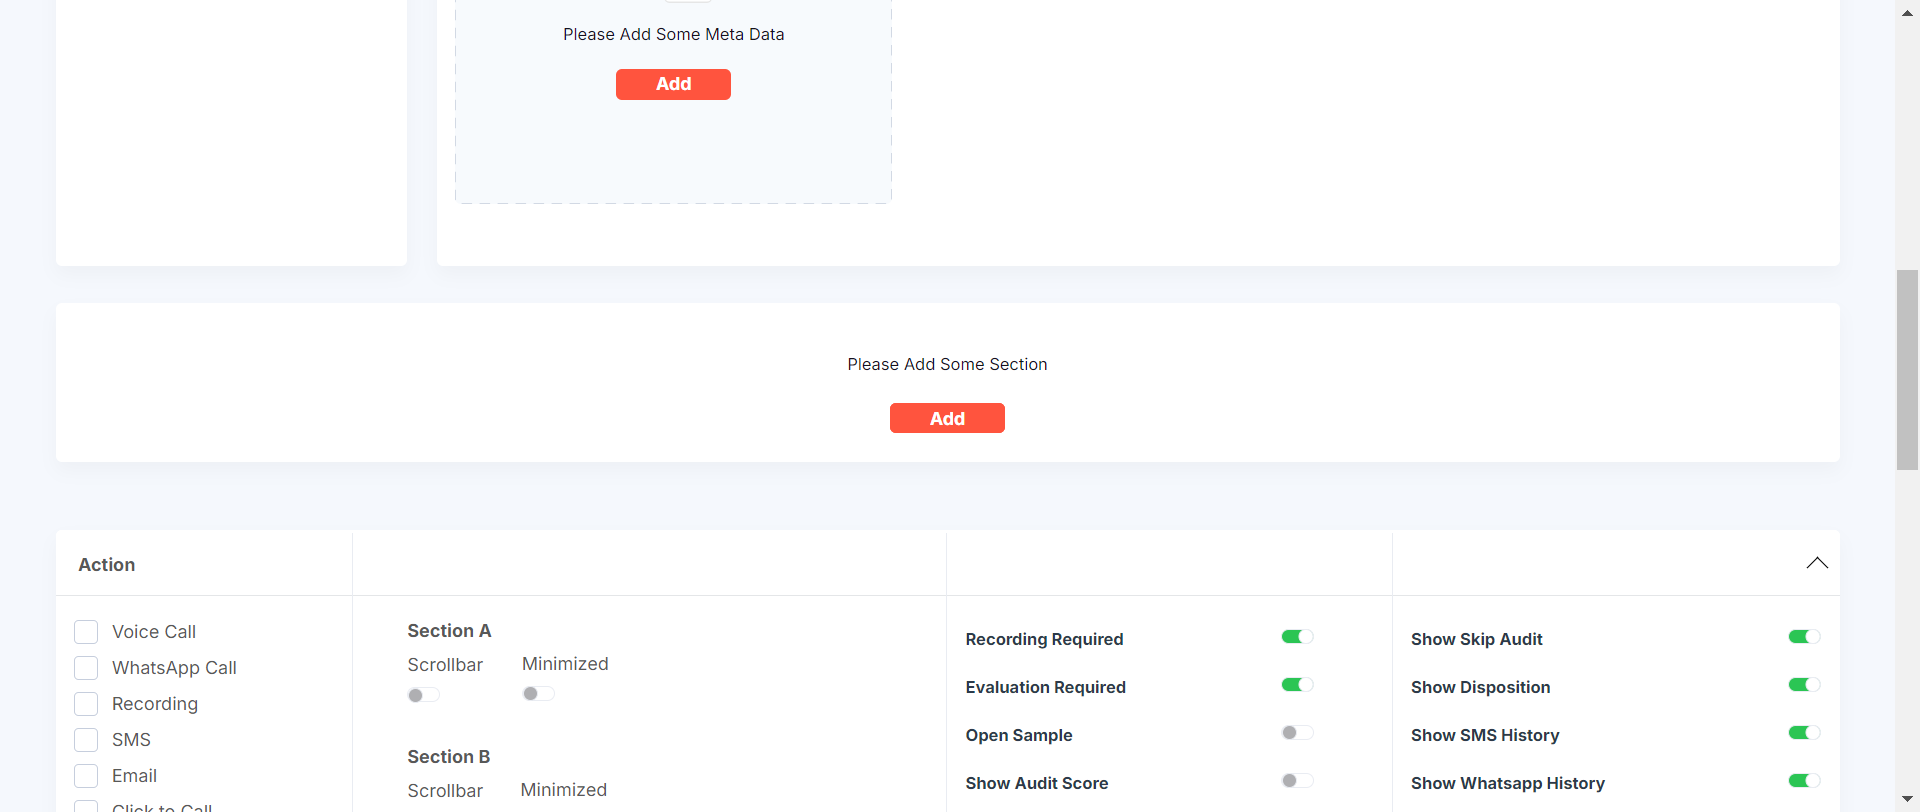 Please Add Some Meta Data
Add
Please Add Some Section
Add
Action
Voice Call
WhatsApp Call
Recording
SMS
Email
Click to Call
Section A
Scrollbar Minimized
Section B
Scrollbar Minimized
Recording Required
Evaluation Required
Open Sample
Show Audit Score
Show Skip Audit
Show Disposition
Show SMS History
Show Whatsapp History